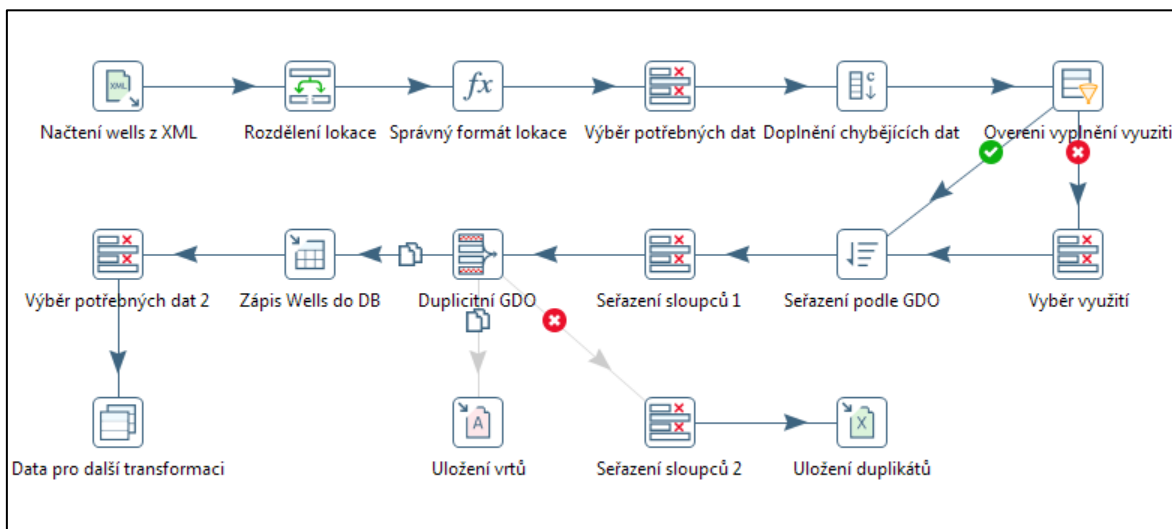 XML
Načtení wells z XML
Rozdělení lokace
fx
Správný formát lokace
Výběr potřebných dat
C
Doplnění chybějících dat
Overeni vyplnění vyuziti
Výběr potřebných dat 2
Zápis Wells do DB
Duplicitní GDO
Seřazení sloupců 1
Seřazení podle GDO
Vyběr využití
Data pro další transformaci
A
Uložení vrtů
Seřazení sloupců 2
X
Uložení duplikátů